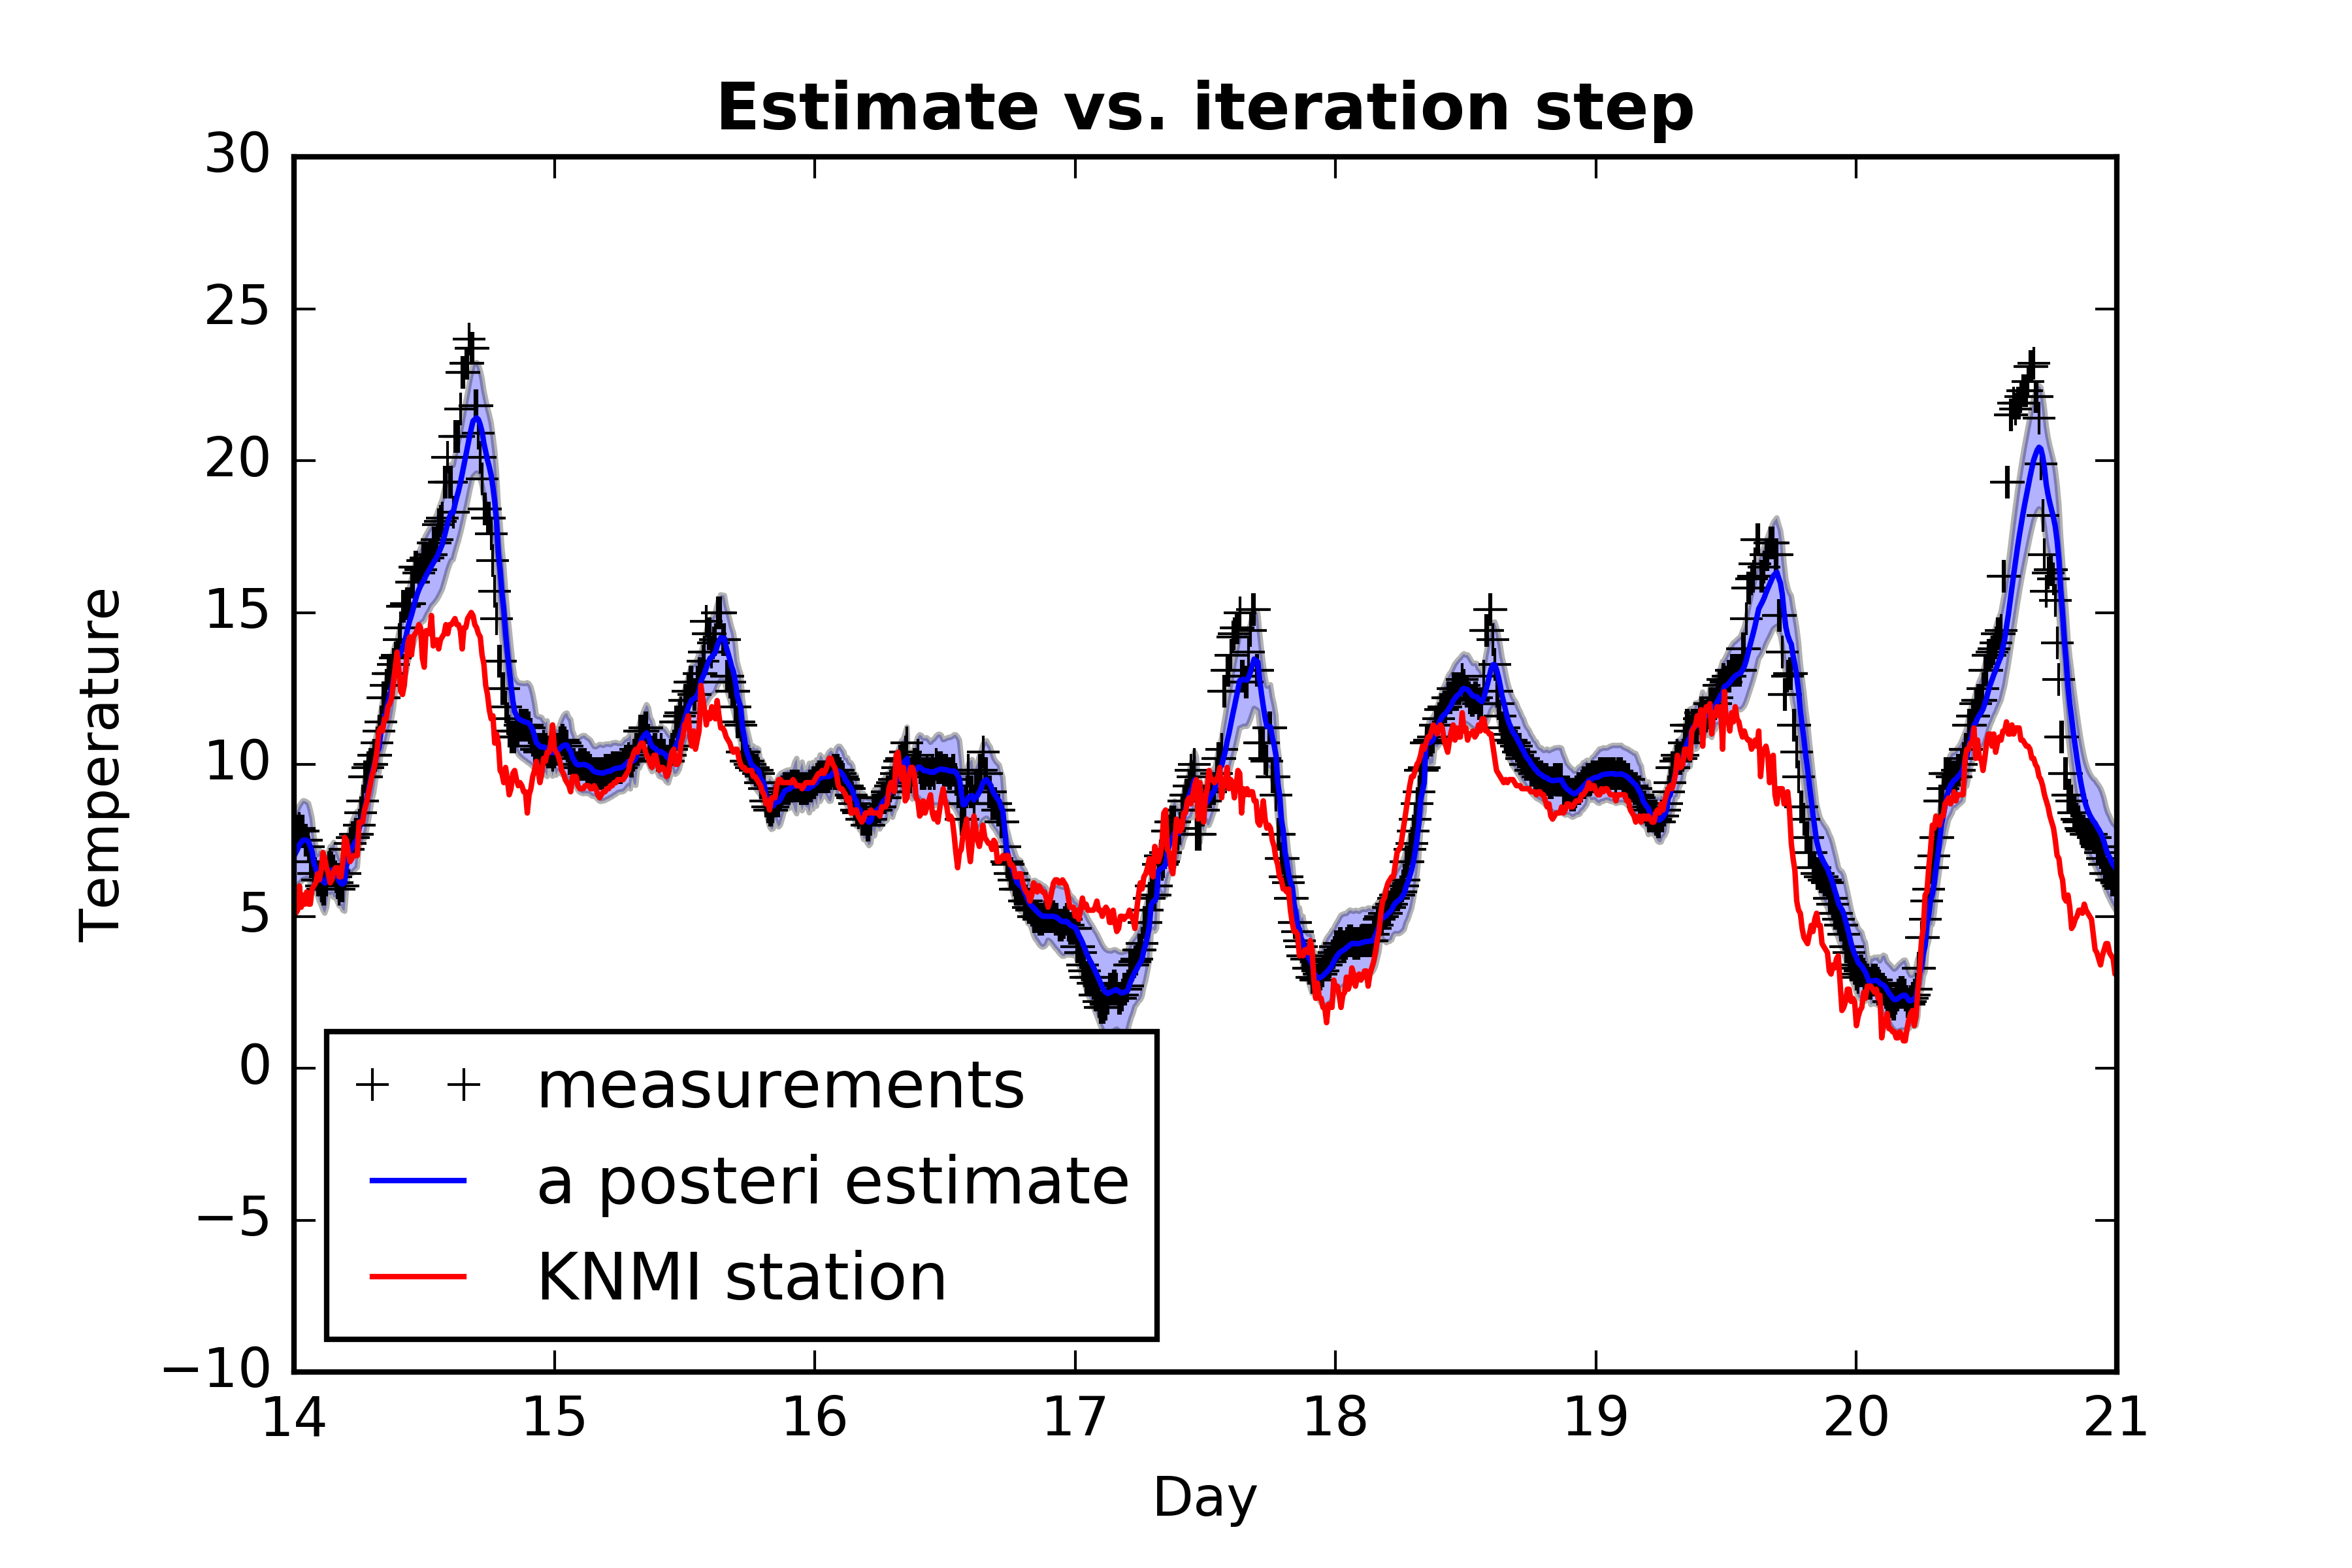 Estimate vs. iteration step
30
25
20
15
10
5
0
−5
−10
Temperature
measurements
a posteri estimate
KNMI station
14 15 16 17 18 19 20 21
Day